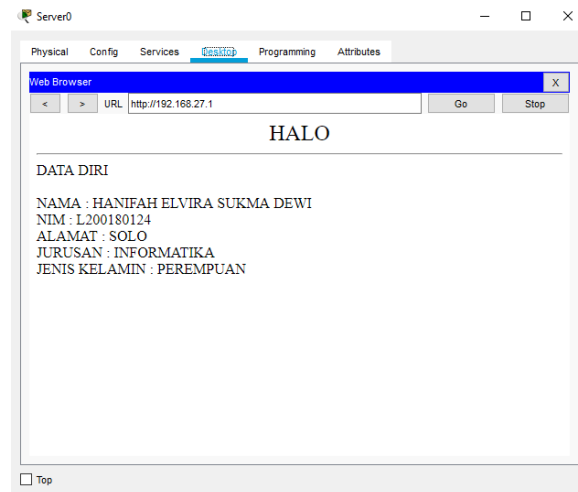 Server0
Physical Config Services Desktop Programming Attributes
Web Browser X
< > URL http://192.168.27.1 Go Stop
HALO
DATA DIRI
NAMA : HANIFAH ELVIRA SUKMA DEWI
NIM : L200180124
ALAMAT : SOLO
JURUSAN : INFORMATIKA
JENIS KELAMIN : PEREMPUAN
Top